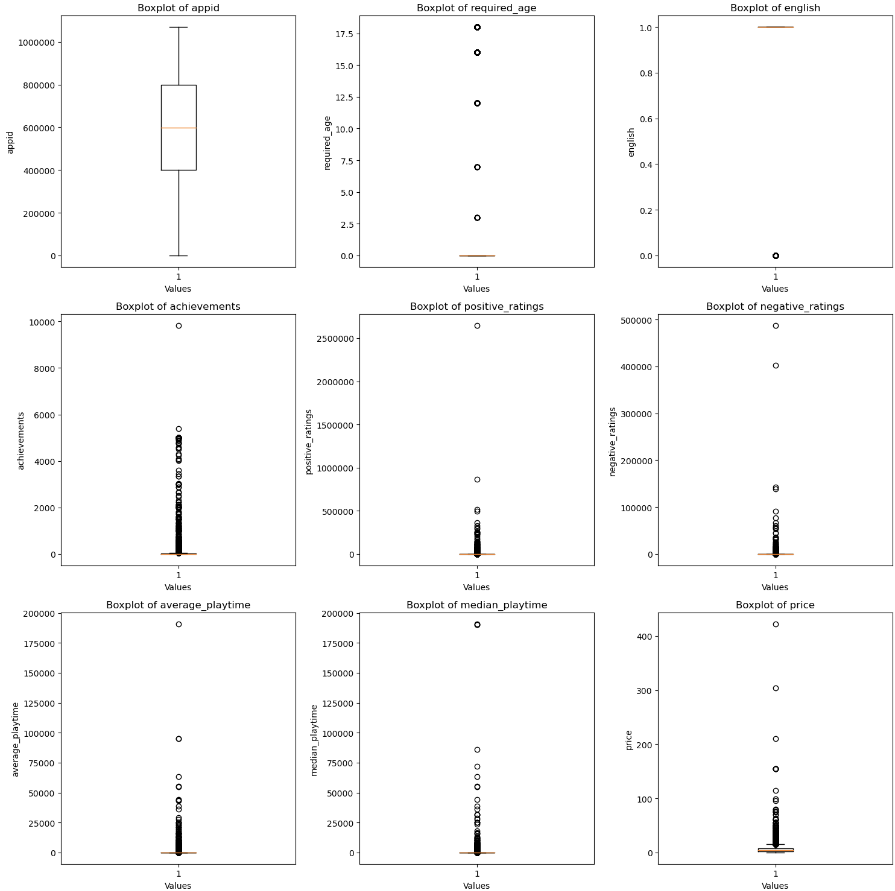 Boxplot of appid
appid
1000000
800000
600000
400000
200000
0
1
Values
Boxplot of required_age
required_age
17.5
15.0
12.5
10.0
7.5
5.0
2.5
0.0
1
Values
Boxplot of english
english
1.0
0.8
0.6
0.4
0.2
0.0
1
Values
Boxplot of achievements
achievements
10000
8000
6000
4000
2000
0
1
Values
Boxplot of positive_ratings
positive_ratings
2500000
2000000
1500000
1000000
500000
0
1
Values
Boxplot of negative_ratings
negative_ratings
500000
400000
300000
200000
100000
0
1
Values
Boxplot of average_playtime
average_playtime
200000
175000
150000
125000
100000
75000
50000
25000
0
1
Values
Boxplot of median_playtime
median_playtime
200000
175000
150000
125000
100000
75000
50000
25000
0
1
Values
Boxplot of price
price
400
300
200
100
0
1
Values